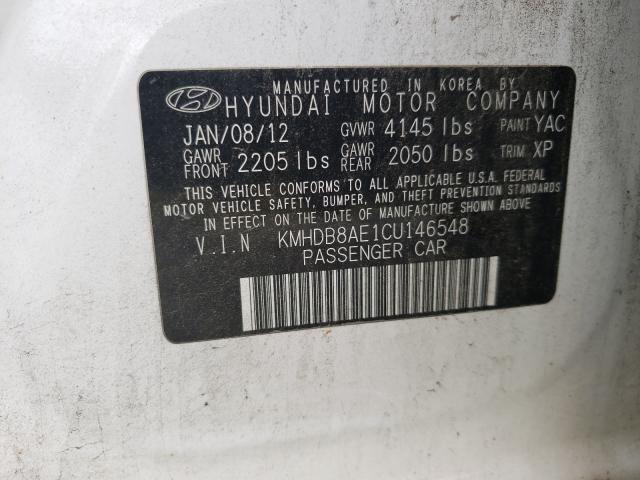 MANUFACTURED IN KOREA BY
HYUNDAI MOTOR COMPANY
JAN/08/12 GVWR 4145 lbs PAINT YAC
GAWR FRONT 2205 lbs GAWR REAR 2050 lbs TRIM XP
THIS VEHICLE CONFORMS TO ALL APPLICABLE U.S.A. FEDERAL
MOTOR VEHICLE SAFETY, BUMPER, AND THEFT PREVENTION STANDARDS
IN EFFECT ON THE DATE OF MANUFACTURE SHOWN ABOVE.
V.I.N KMHDB8AE1CU146548
PASSENGER CAR